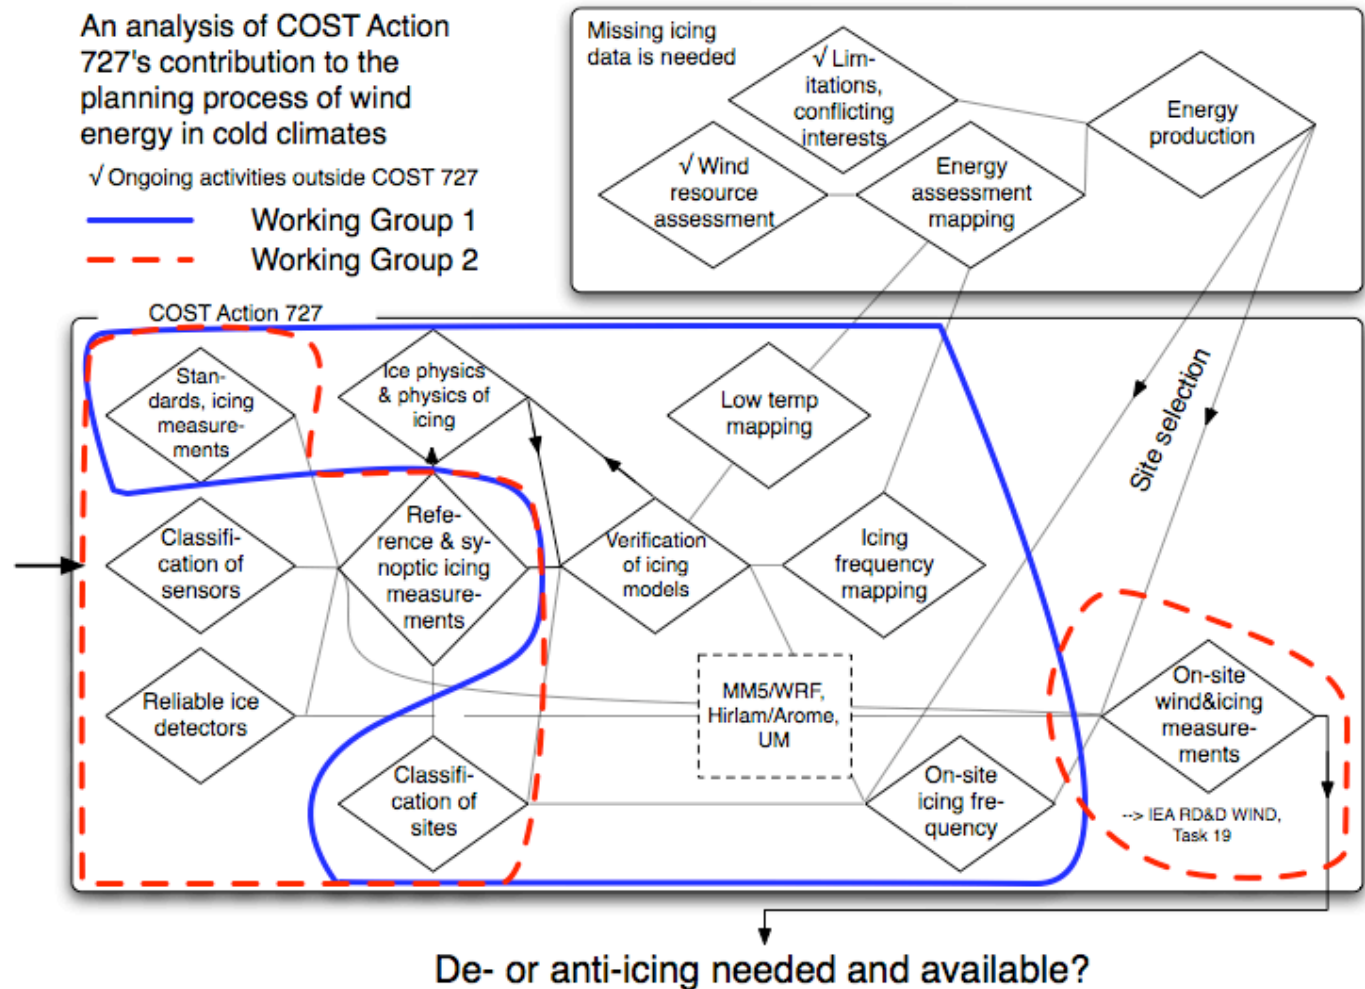 An analysis of COST Action
727's contribution to the
planning process of wind
energy in cold climates
√ Ongoing activities outside COST 727
Working Group 1
Working Group 2
Missing icing
data is needed
√ Lim-
itations,
conflicting
interests
Energy
production
√ Wind
resource
assessment
Energy
assessment
mapping
COST Action 727
Stan-
dards, icing
measure-
ments
Ice physics
& physics of
icing
Low temp
mapping
Site selection
Classifi-
cation of
sensors
Refe-
rence & sy-
noptic icing
measure-
ments
Verification
of icing
models
Icing
frequency
mapping
Reliable ice
detectors
MM5/WRF,
Hirlam/Arome,
UM
On-site
wind&icing
measure-
ments
Classifi-
cation of
sites
On-site
icing fre-
quency
--> IEA RD&D WIND,
Task 19
De- or anti-icing needed and available?